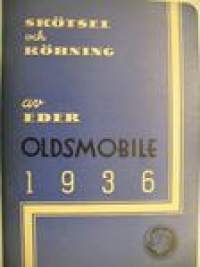 SKÖTSEL
och
KÖRNING
av
EDER
OLDSMOBILE
1936